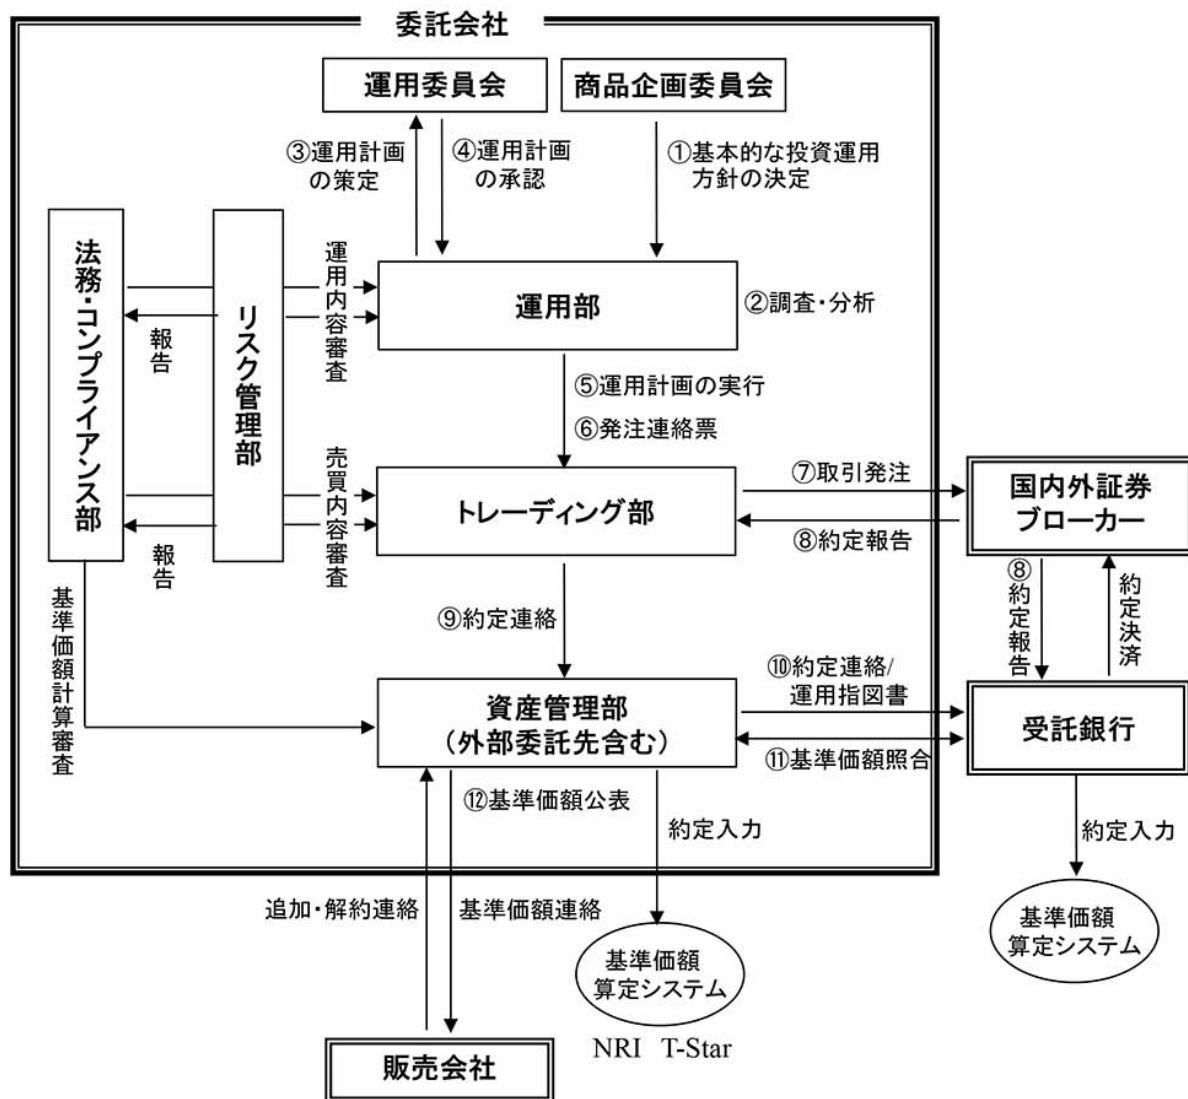 委託会社
運用委員会
商品企画委員会
③運用計画
の策定
④運用計画
の承認
①基本的な投資運用
方針の決定
法務・コンプライアンス部
リスク管理部
運用内容審査
報告
運用部
②調査・分析
⑤運用計画の実行
⑥発注連絡票
売買内容審査
報告
トレーディング部
⑦取引発注
⑧約定報告
国内外証券
ブローカー
⑧約定報告
約定決済
⑨約定連絡
基準価額計算審査
資産管理部
（外部委託先含む）
⑩約定連絡/
運用指図書
⑪基準価額照合
受託銀行
⑫基準価額公表
約定入力
約定入力
追加・解約連絡
基準価額連絡
基準価額
算定システム
NRI T-Star
基準価額
算定システム
販売会社